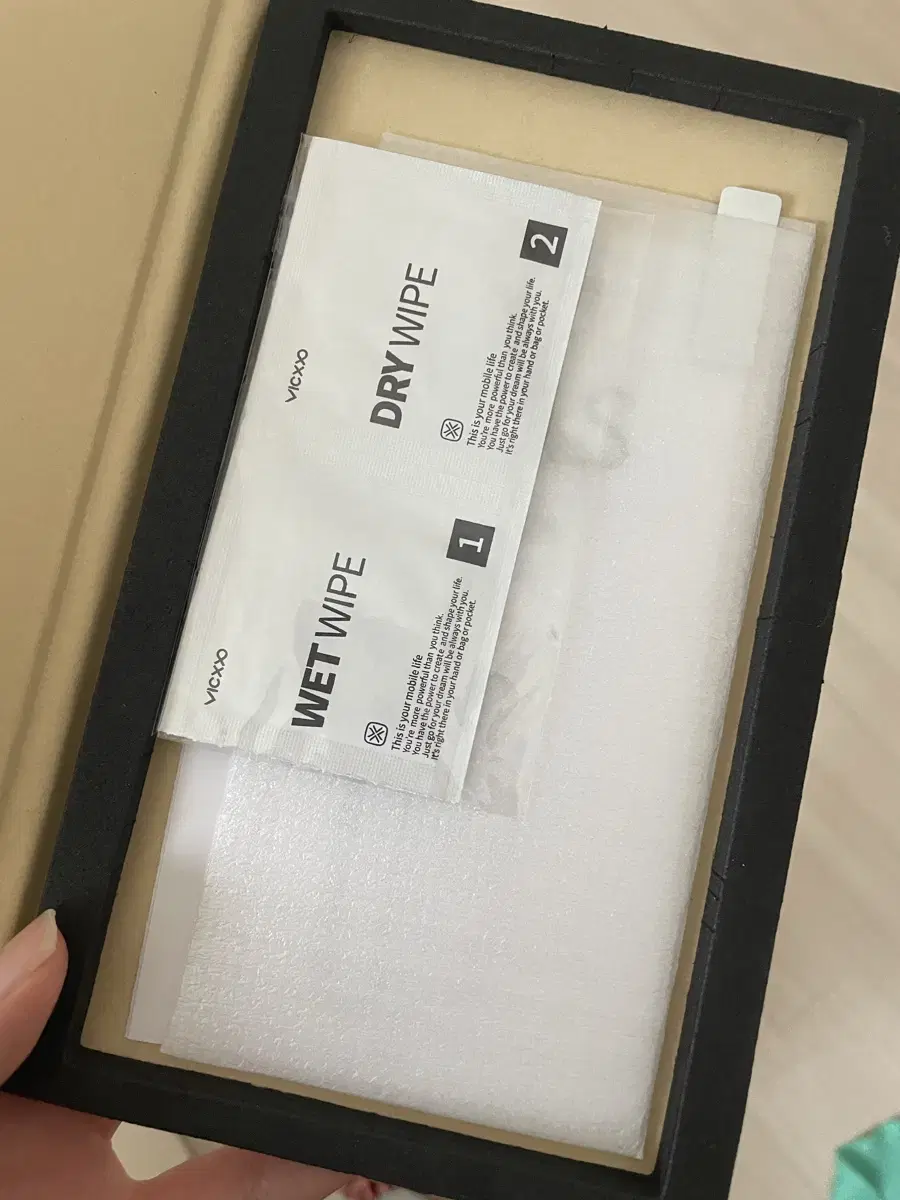 VICXXO
DRY WIPE
2
This is your mobile life
You're more powerful than you think.
You have the power to create and shape your life.
Just go for your dream will be always with you.
It's right there in your hand or bag or pocket.
VICXXO
WET WIPE
1
This is your mobile life
You're more powerful than you think.
You have the power to create and shape your life.
Just go for your dream will be always with you.
It's right there in your hand or bag or pocket.